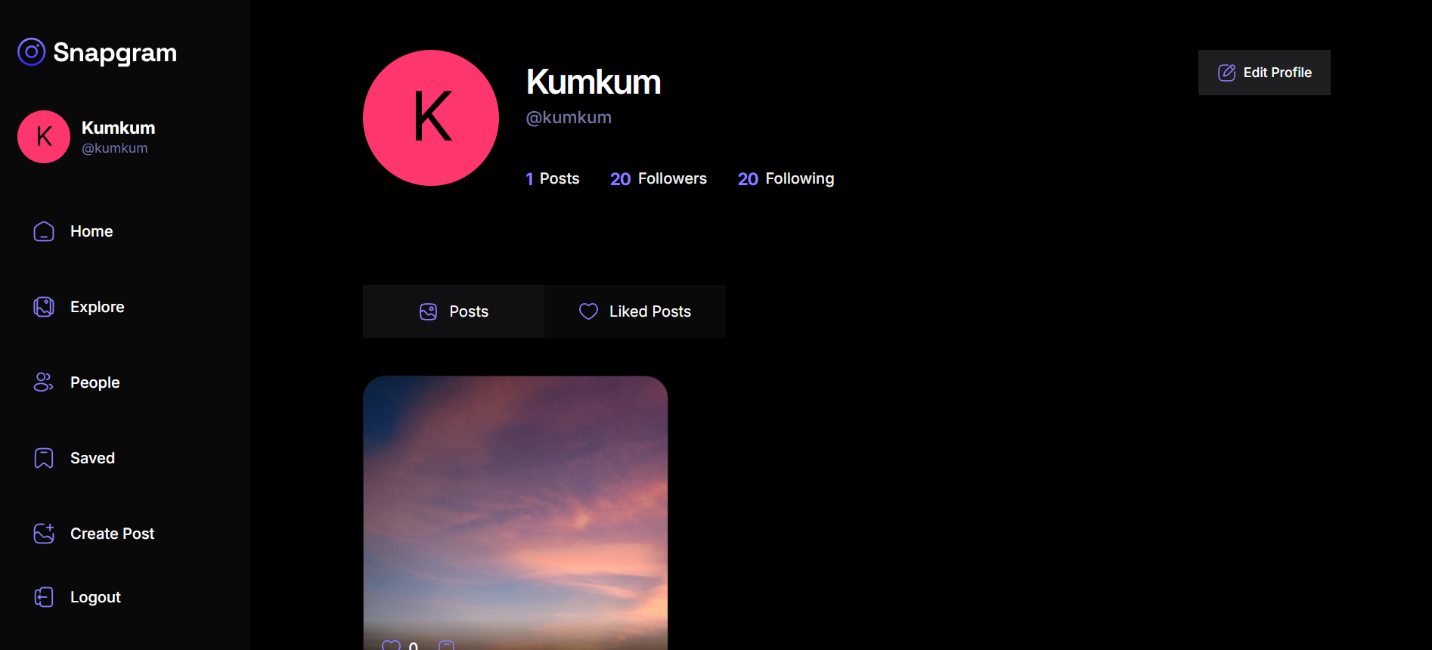 Snapgram
K
Kumkum
@kumkum
Home
Explore
People
Saved
Create Post
Logout
K
Kumkum
@kumkum
1 Posts 20 Followers 20 Following
Edit Profile
Posts
Liked Posts
0